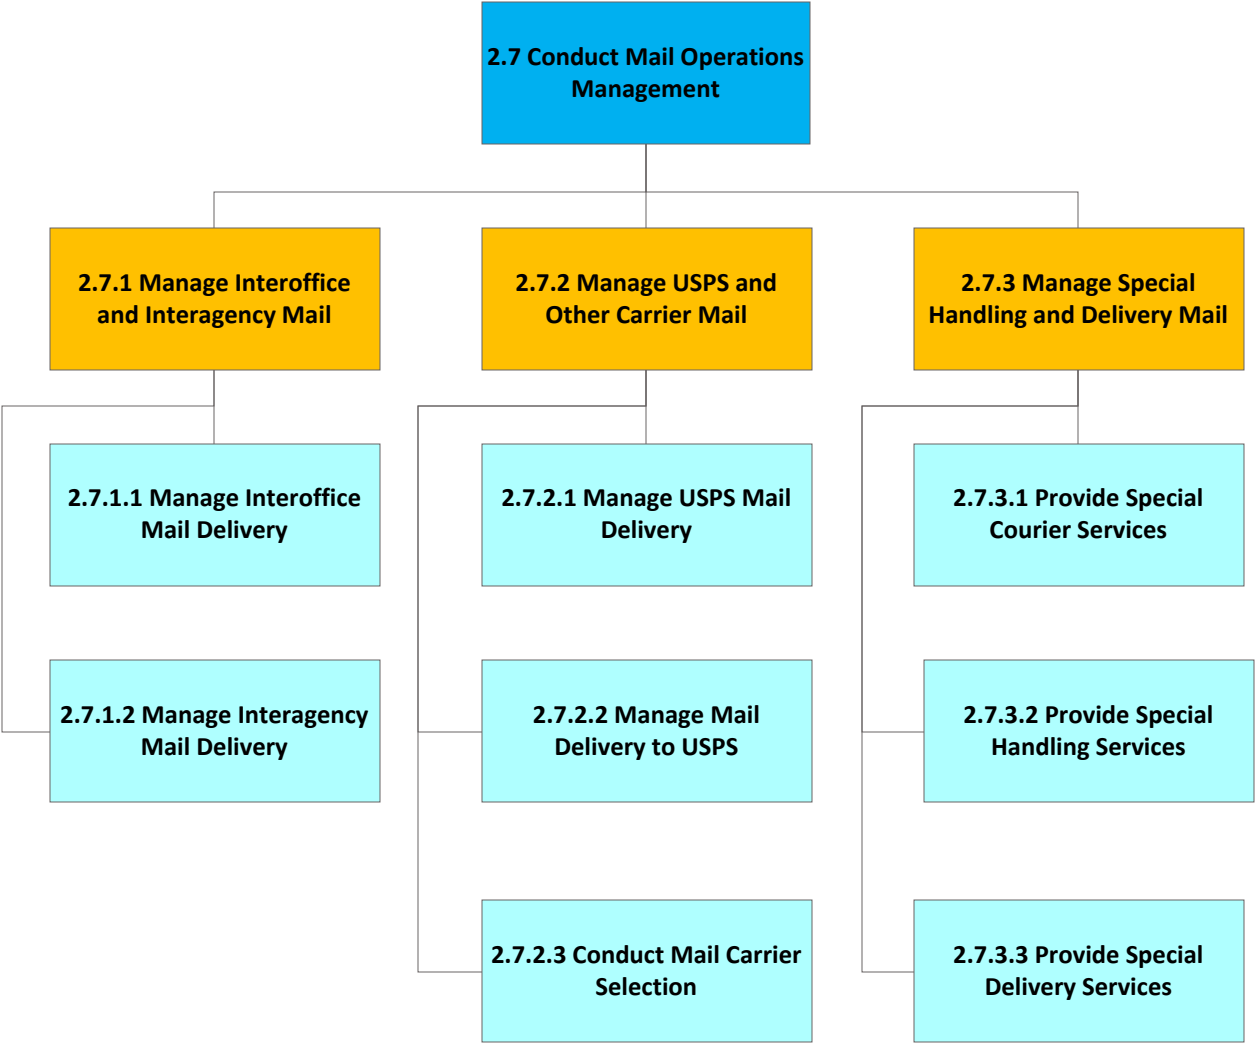 2.7 Conduct Mail Operations
Management
2.7.1 Manage Interoffice
and Interagency Mail
2.7.2 Manage USPS and
Other Carrier Mail
2.7.3 Manage Special
Handling and Delivery Mail
2.7.1.1 Manage Interoffice
Mail Delivery
2.7.2.1 Manage USPS Mail
Delivery
2.7.3.1 Provide Special
Courier Services
2.7.1.2 Manage Interagency
Mail Delivery
2.7.2.2 Manage Mail
Delivery to USPS
2.7.3.2 Provide Special
Handling Services
2.7.2.3 Conduct Mail Carrier
Selection
2.7.3.3 Provide Special
Delivery Services